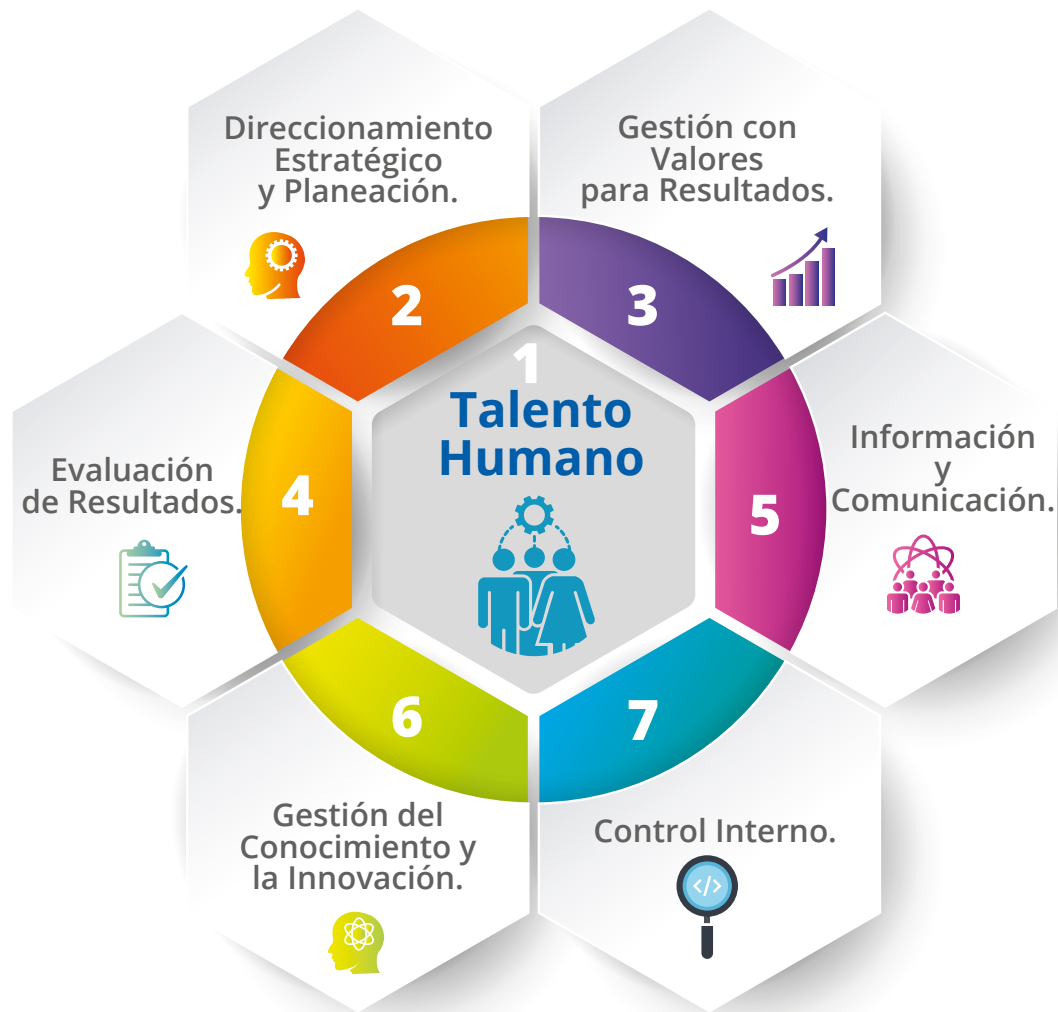 Direccionamiento
Estratégico
y Planeación.
2
Gestión con
Valores
para Resultados.
3
1
Talento
Humano
Evaluación
de Resultados.
4
Información
y
Comunicación.
5
6
Gestión del
Conocimiento y
la Innovación.
7
Control Interno.
</>